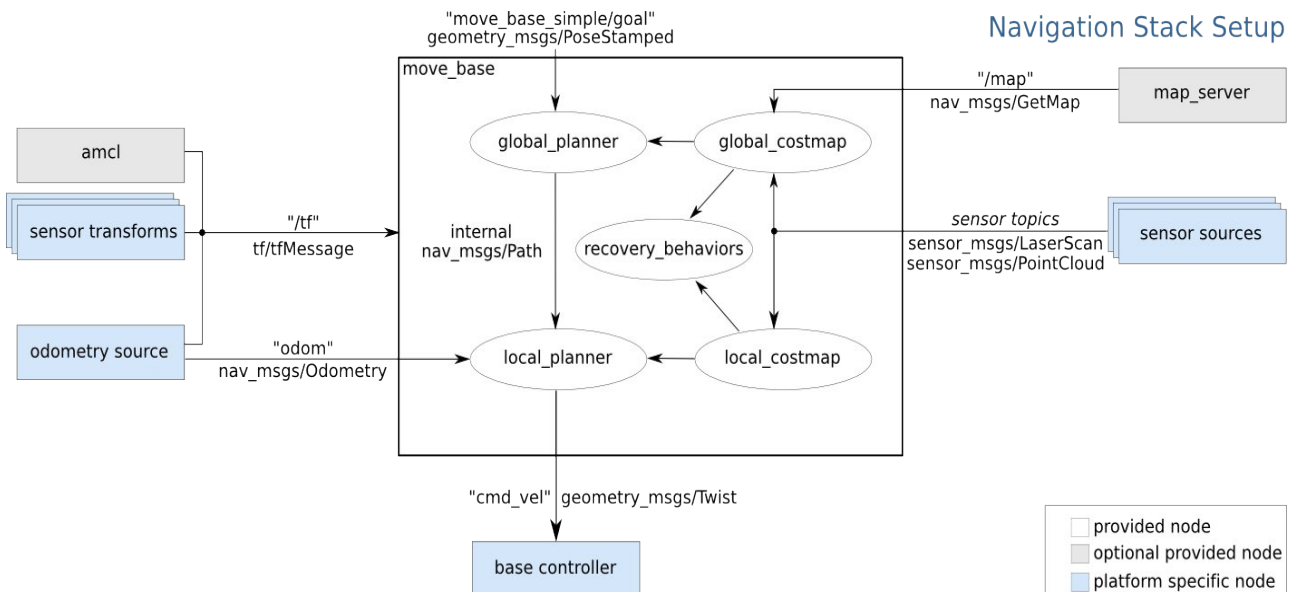 Navigation Stack Setup
"move_base_simple/goal"
geometry_msgs/PoseStamped
move_base
"/map"
nav_msgs/GetMap
map_server
global_planner
global_costmap
amcl
sensor transforms
"/tf"
tf/tfMessage
internal
nav_msgs/Path
recovery_behaviors
sensor topics
sensor_msgs/LaserScan
sensor_msgs/PointCloud
sensor sources
odometry source
"odom"
nav_msgs/Odometry
local_planner
local_costmap
"cmd_vel" geometry_msgs/Twist
base controller
provided node
optional provided node
platform specific node